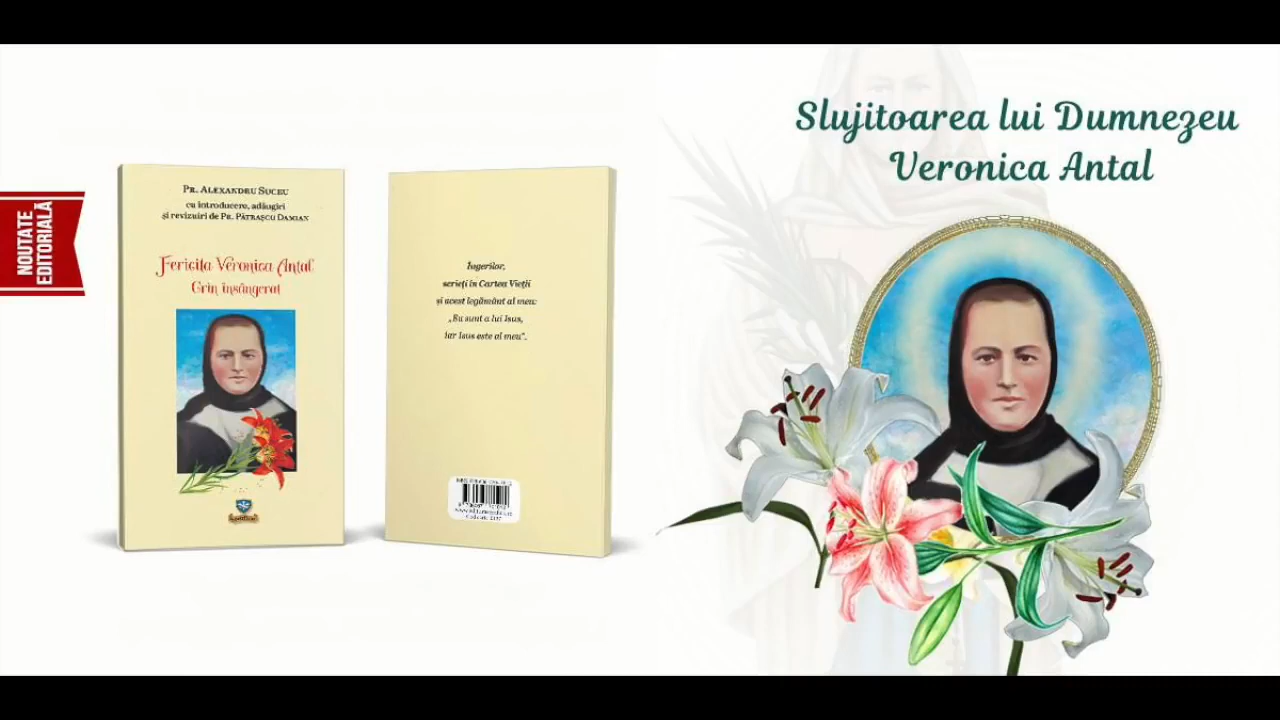 NOUTATE
EDITORIALĂ
PR. ALEXANDRU SUCEU
cu introducere, adăugiri
și revizuiri de PR. PĂTRAȘCU DAMIAN
Fericita Veronica Antal
Crin însângerat
Îngerilor,
scrieți în Cartea Vieții
și acest legământ al meu:
„Eu sunt a lui Isus,
iar Isus este al meu”.
Slujitoarea lui Dumnezeu
Veronica Antal